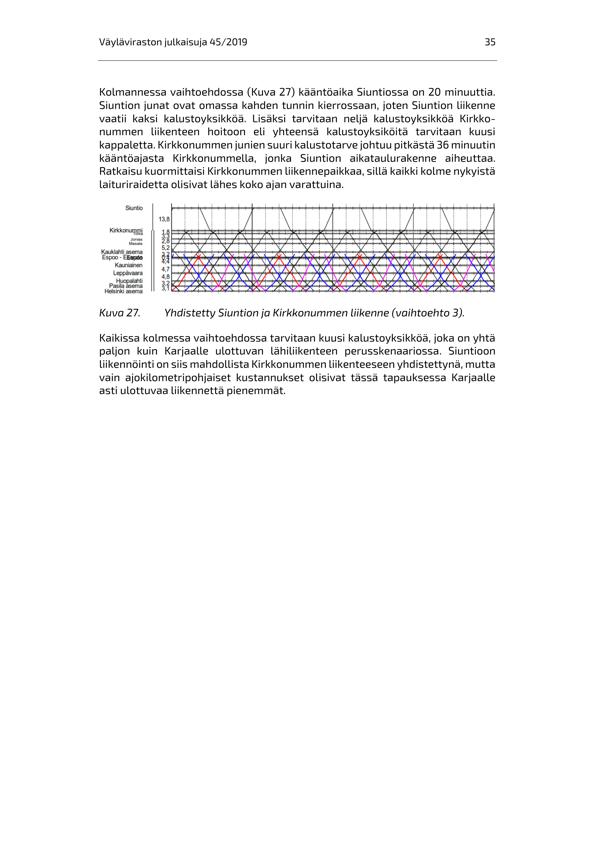 Väyläviraston julkaisuja 45/2019 35
Kolmannessa vaihtoehdossa (Kuva 27) kääntöaika Siuntiossa on 20 minuuttia.
Siuntion junat ovat omassa kahden tunnin kierrossaan, joten Siuntion liikenne
vaatii kaksi kalustoyksikköä. Lisäksi tarvitaan neljä kalustoyksikköä Kirkko-
nummen liikenteen hoitoon eli yhteensä kalustoyksiköitä tarvitaan kuusi
kappaletta. Kirkkonummen junien suuri kalustotarve johtuu pitkästä 36 minuutin
kääntöajasta Kirkkonummella, jonka Siuntion aikataulurakenne aiheuttaa.
Ratkaisu kuormittaisi Kirkkonummen liikennepaikkaa, sillä kaikki kolme nykyistä
laituriraidetta olisivat lähes koko ajan varattuina.
Siuntio
13,8
Kirkkonummi
1,6
Jorvas
Masala
2,8
5,2
Kauklahti asema
Espoo - Espoo
Kauniainen
4,7
Leppävaara
4,8
Huopalahti
Pasila asema
3,2
Helsinki asema
3,1
Kuva 27. Yhdistetty Siuntion ja Kirkkonummen liikenne (vaihtoehto 3).
Kaikissa kolmessa vaihtoehdossa tarvitaan kuusi kalustoyksikköä, joka on yhtä
paljon kuin Karjaalle ulottuvan lähiliikenteen perusskenaariossa. Siuntioon
liikennöinti on siis mahdollista Kirkkonummen liikenteeseen yhdistettynä, mutta
vain ajokilometripohjaiset kustannukset olisivat tässä tapauksessa Karjaalle
asti ulottuvaa liikennettä pienemmät.